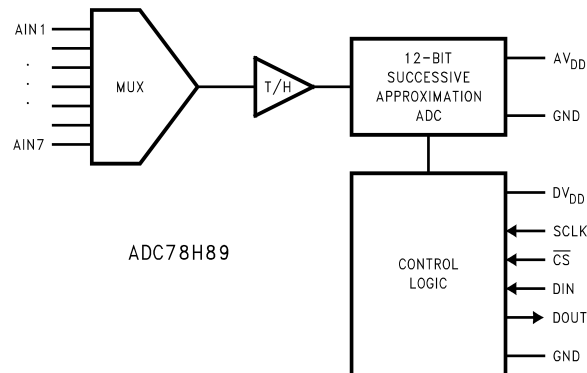 AIN1
.
.
.
AIN7
MUX
T/H
12-BIT
SUCCESSIVE
APPROXIMATION
ADC
AVDD
GND
ADC78H89
CONTROL
LOGIC
DVDD
SCLK
CS
DIN
DOUT
GND